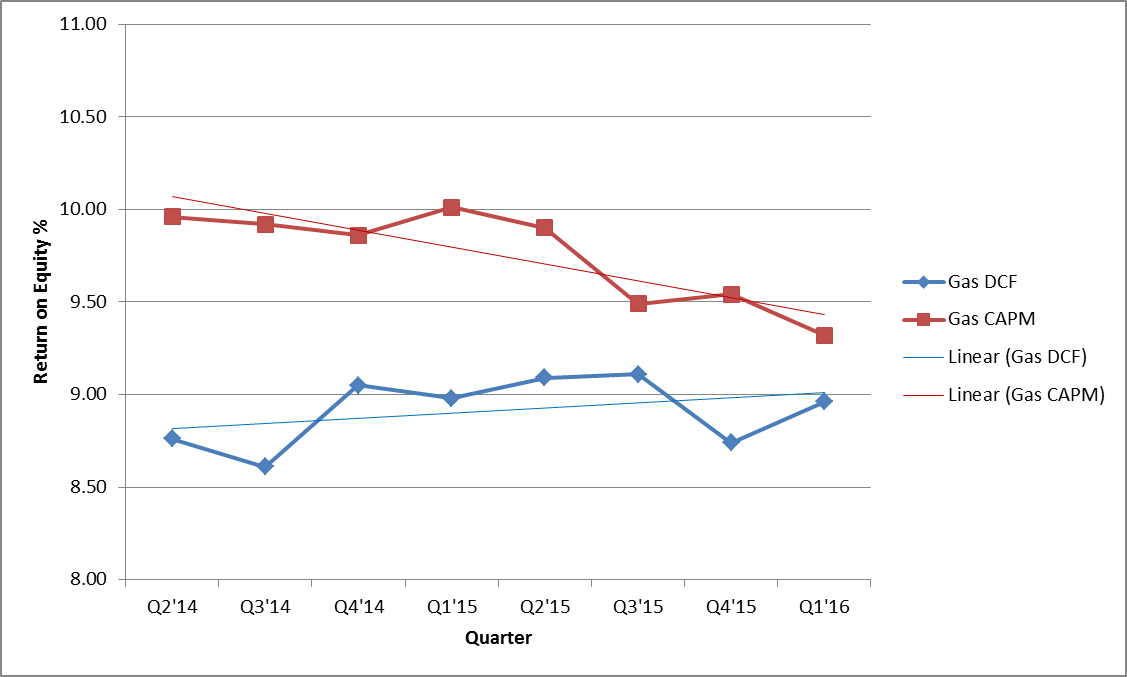 11.00
10.50
10.00
9.50
9.00
8.50
8.00
Return on Equity %
Q2'14 Q3'14 Q4'14 Q1'15 Q2'15 Q3'15 Q4'15 Q1'16
Quarter
Gas DCF
Gas CAPM
Linear (Gas DCF)
Linear (Gas CAPM)